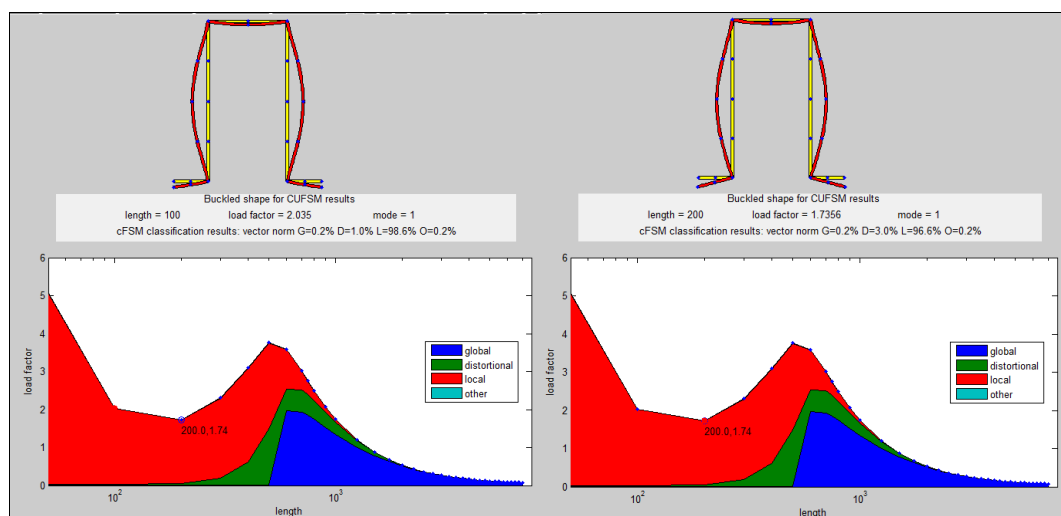 Buckled shape for CUFSM results
length = 100 load factor = 2.035 mode = 1
cFSM classification results: vector norm G=0.2% D=1.0% L=98.6% O=0.2%
6
5
4
3
2
1
0
load factor
200.0,1.74
global
distortional
local
other
10^2
10^3
length
Buckled shape for CUFSM results
length = 200 load factor = 1.7356 mode = 1
cFSM classification results: vector norm G=0.2% D=3.0% L=96.6% O=0.2%
6
5
4
3
2
1
0
load factor
200.0,1.74
global
distortional
local
other
10^2
10^3
length